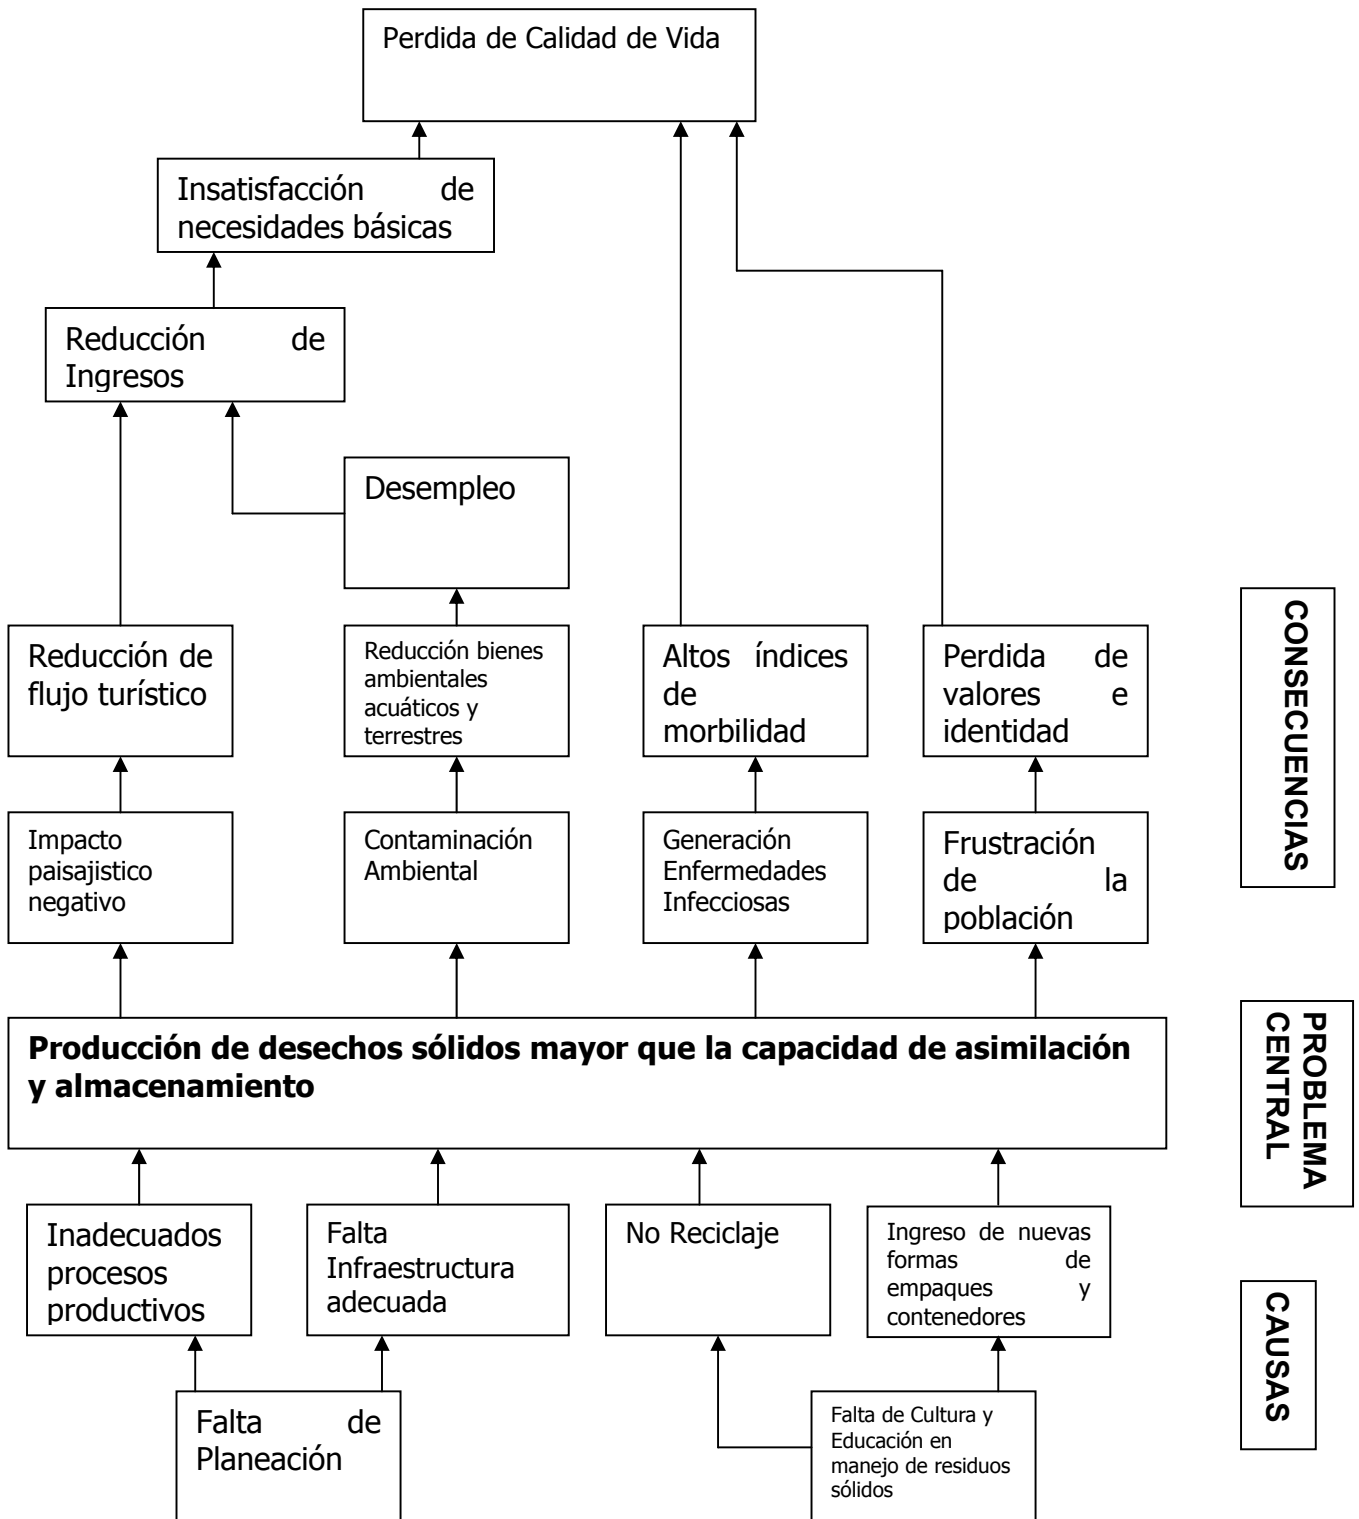 Perdida de Calidad de Vida
Insatisfacción de
necesidades básicas
Reducción de
Ingresos
Desempleo
Reducción de
flujo turístico
Reducción bienes
ambientales
acuáticos y
terrestres
Altos índices
de
morbilidad
Perdida de
valores e
identidad
CONSECUENCIAS
Impacto
paisajistico
negativo
Contaminación
Ambiental
Generación
Enfermedades
Infecciosas
Frustración
de la
población
Producción de desechos sólidos mayor que la capacidad de asimilación
y almacenamiento
PROBLEMA
CENTRAL
Inadecuados
procesos
productivos
Falta
Infraestructura
adecuada
No Reciclaje
Ingreso de nuevas
formas de
empaques y
contenedores
CAUSAS
Falta de
Planeación
Falta de Cultura y
Educación en
manejo de residuos
sólidos